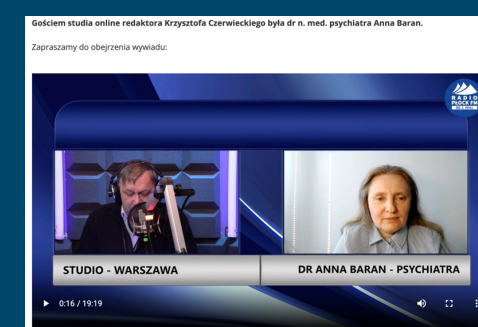 Gościem studia online redaktora Krzysztofa Czerwieckiego była dr n. med. psychiatra Anna Baran.
Zapraszamy do obejrzenia wywiadu:
RADIO
PŁOCK FM
STUDIO - WARSZAWA
DR ANNA BARAN - PSYCHIATRA
0:16 / 19:19